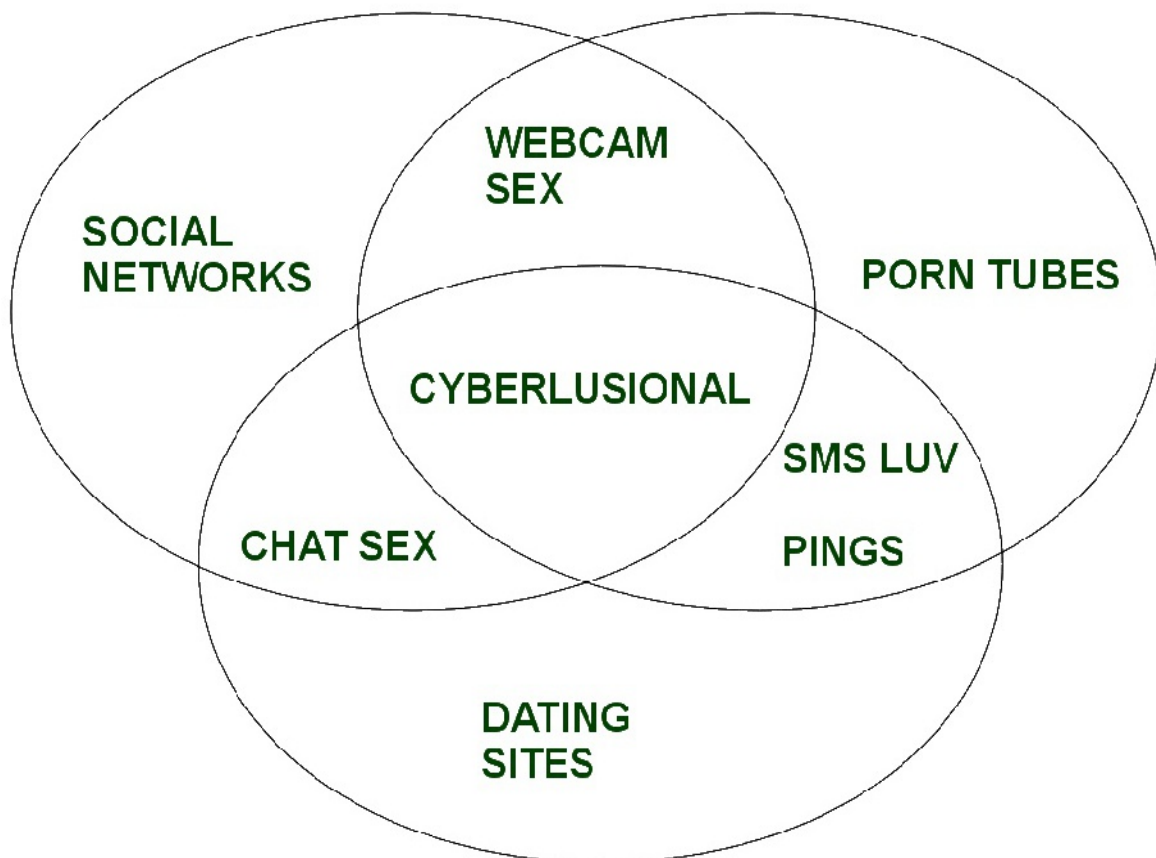 WEBCAM
SEX
SOCIAL
NETWORKS
PORN TUBES
CYBERLUSIONAL
SMS LUV
CHAT SEX
PINGS
DATING
SITES